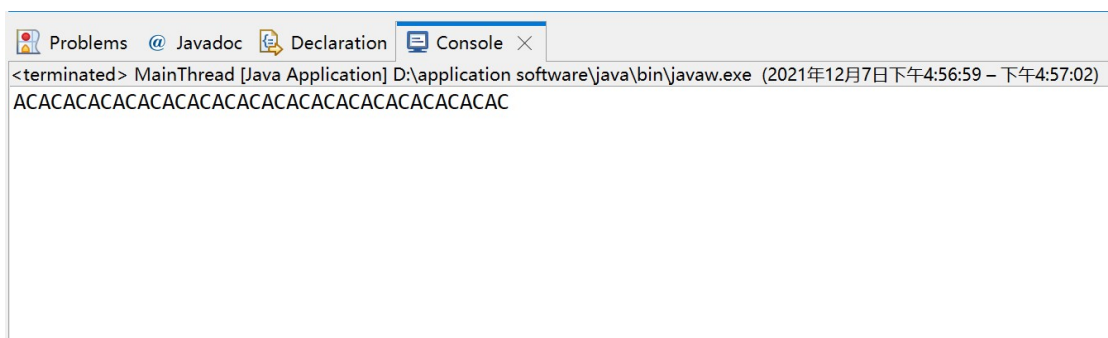 Problems @ Javadoc Declaration Console
<terminated> MainThread [Java Application] D:\application software\java\bin\javaw.exe (2021年12月7日下午4:56:59 – 下午4:57:02)
ACACACACACACACACACACACACACACACACACACACAC